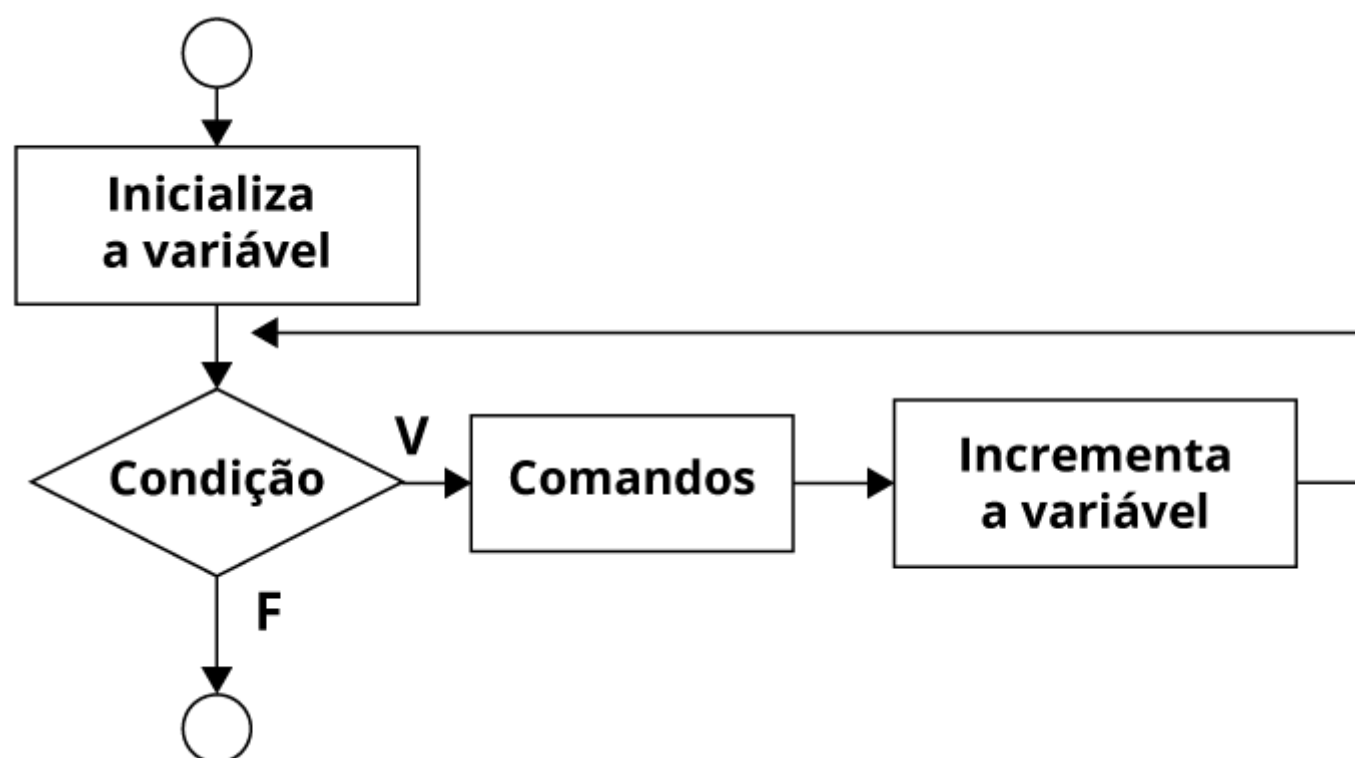 Inicializa
a variável
V
Condição
Comandos
Incrementa
a variável
F